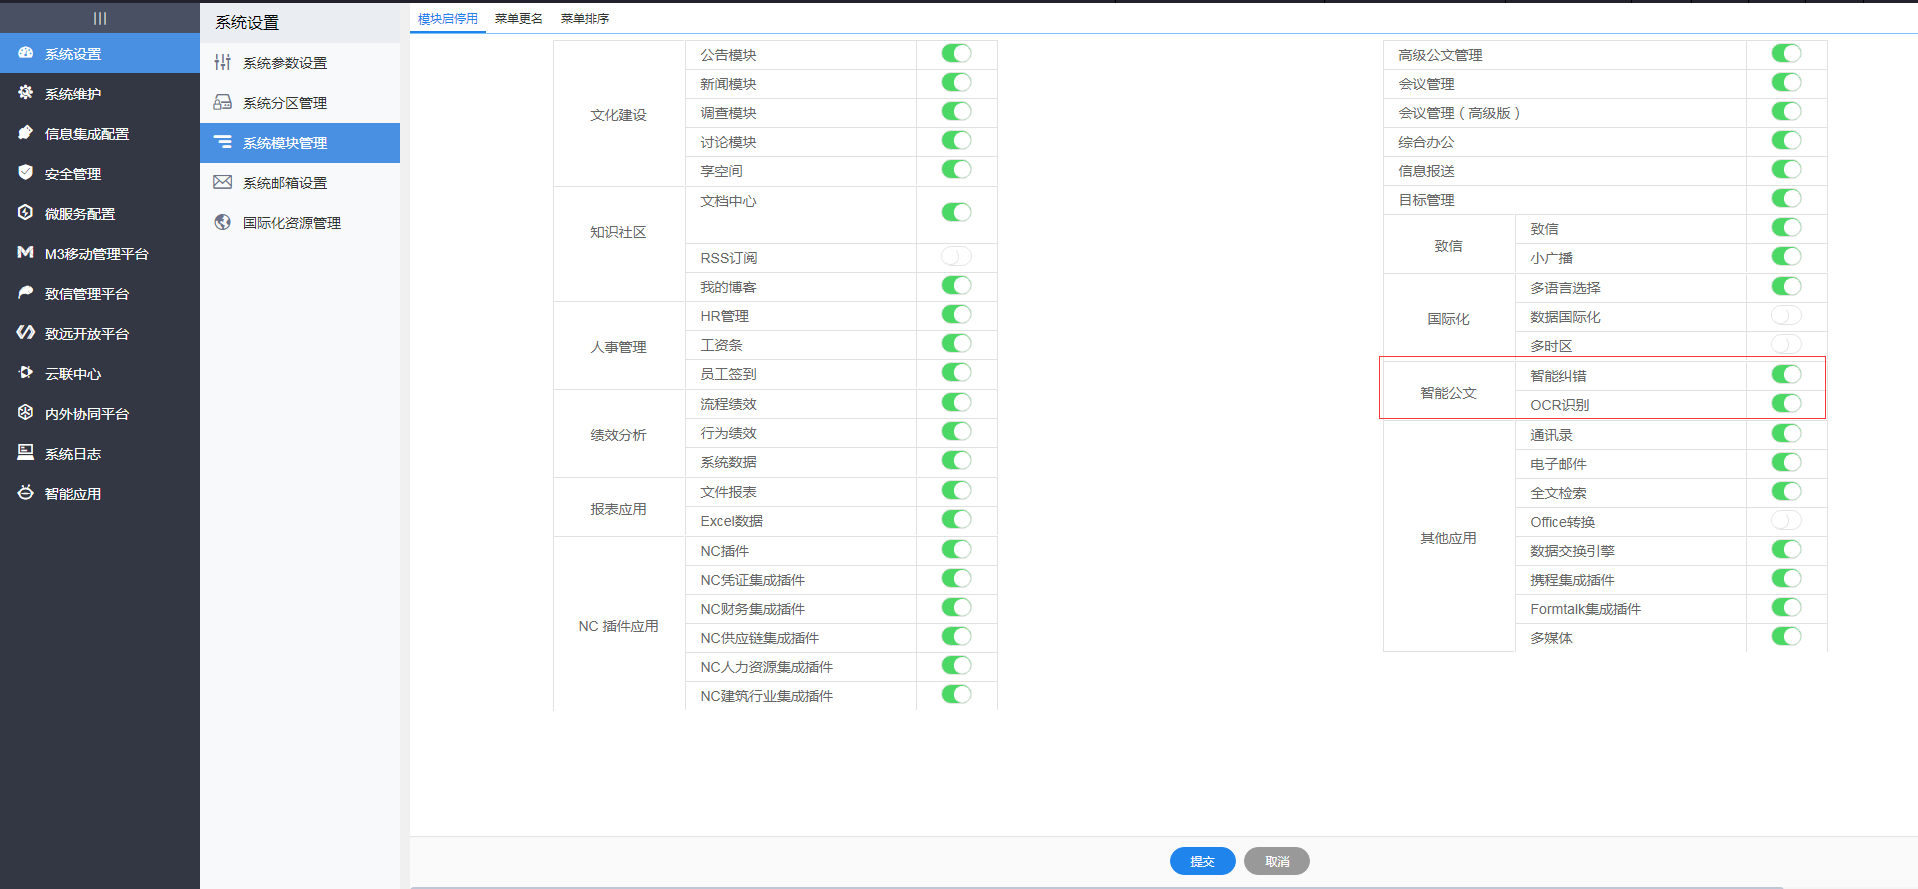 系统设置
系统维护
信息集成配置
安全管理
微服务配置
M3移动管理平台
致信管理平台
致远开放平台
云联中心
内外协同平台
系统日志
智能应用
系统设置
系统参数设置
系统分区管理
系统模块管理
系统邮箱设置
国际化资源管理
模块启停用 菜单更名 菜单排序
文化建设
公告模块
新闻模块
调查模块
讨论模块
享空间
知识社区
文档中心
RSS订阅
我的博客
人事管理
HR管理
工资条
员工签到
绩效分析
流程绩效
行为绩效
系统数据
报表应用
文件报表
Excel数据
NC 插件应用
NC插件
NC凭证集成插件
NC财务集成插件
NC供应链集成插件
NC人力资源集成插件
NC建筑行业集成插件
高级公文管理
会议管理
会议管理（高级版）
综合办公
信息报送
目标管理
致信
致信
小广播
国际化
多语言选择
数据国际化
多时区
智能公文
智能纠错
OCR识别
其他应用
通讯录
电子邮件
全文检索
Office转换
数据交换引擎
携程集成插件
Formtalk集成插件
多媒体
提交 取消